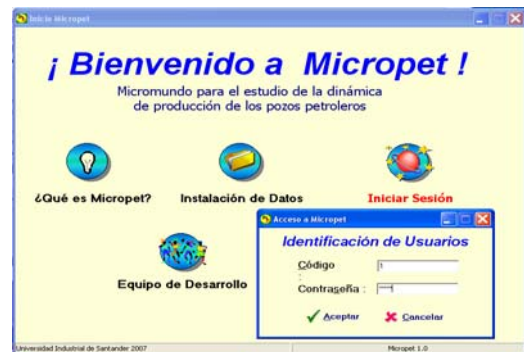 Inicio Micropet
¡ Bienvenido a Micropet !
Micromundo para el estudio de la dinámica
de producción de los pozos petroleros
¿Qué es Micropet?
Instalación de Datos
Iniciar Sesión
Equipo de Desarrollo
Acceso a Micropet
Identificación de Usuarios
Código :
1
Contraseña :
Aceptar
Cancelar
Universidad Industrial de Santander 2007
Micropet 1.0